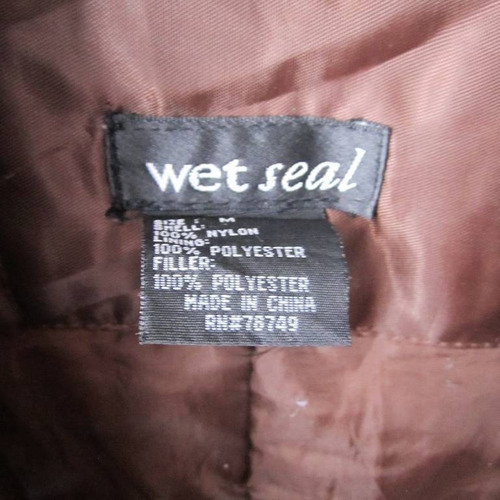 wet seal
SIZE: M
SHELL:
100% NYLON
LINING:
100% POLYESTER
FILLER:
100% POLYESTER
MADE IN CHINA
RN#78749